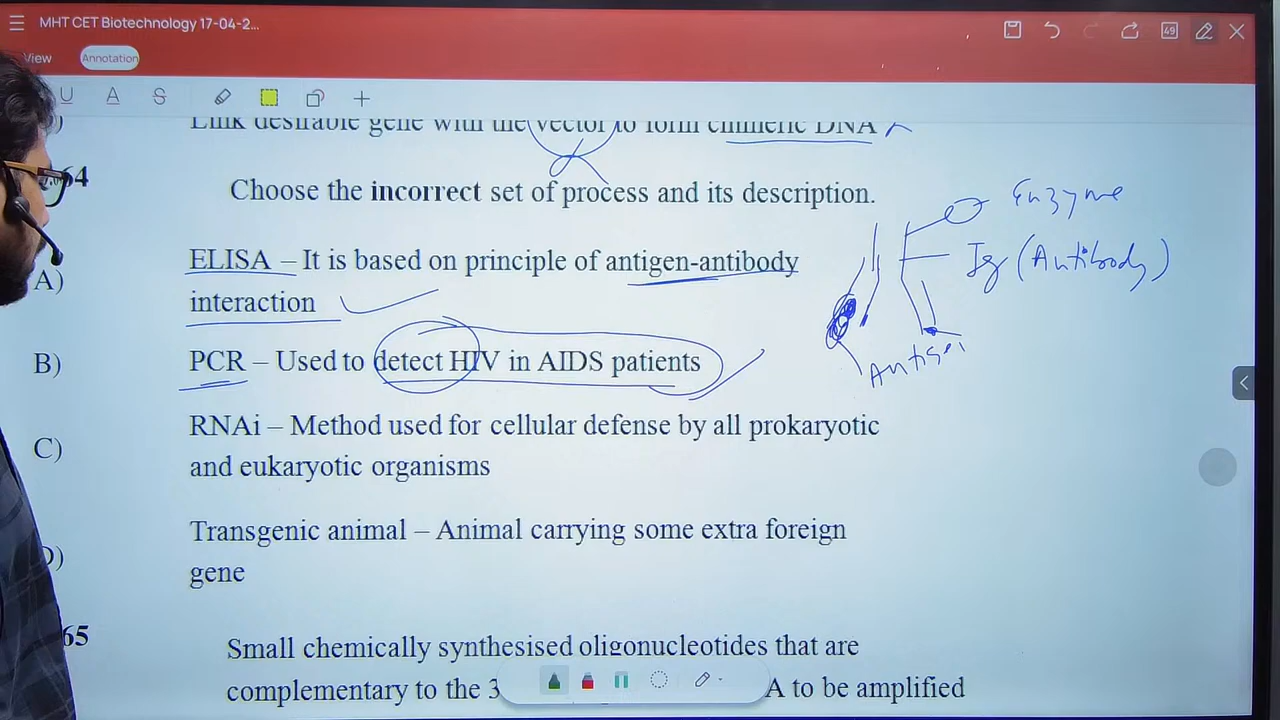 MHT CET Biotechnology 17-04-2...
49
View
Annotation
U A S
Link desirable gene with the vector to form chimeric DNA
64
Choose the incorrect set of process and its description.
Enzyme
A)
ELISA – It is based on principle of antigen-antibody
interaction
Ig (Antibody)
B)
PCR – Used to detect HIV in AIDS patients
C)
RNAi – Method used for cellular defense by all prokaryotic
and eukaryotic organisms
D)
Transgenic animal – Animal carrying some extra foreign
gene
65
Small chemically synthesised oligonucleotides that are
complementary to the 3
A to be amplified